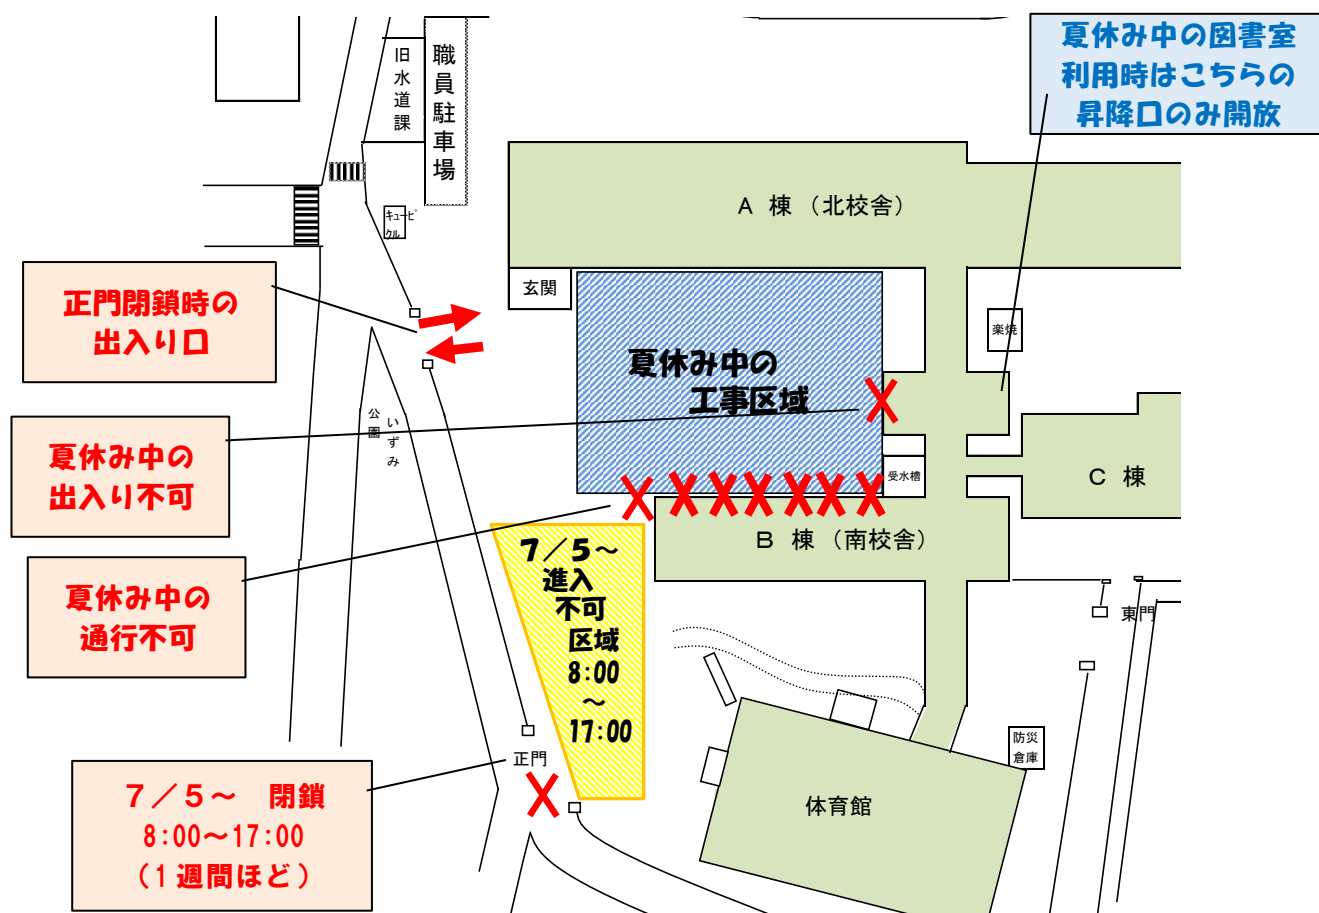 夏休み中の図書室
利用時はこちらの
昇降口のみ開放
旧水道課
職員駐車場
A 棟（北校舎）
キュービ
クル
玄関
正門閉鎖時の
出入り口
楽焼
夏休み中の
工事区域
いずみ
公園
夏休み中の
出入り不可
受水槽
C 棟
B 棟（南校舎）
7／5～
進入
不可
区域
8:00
～
17:00
夏休み中の
通行不可
東門
正門
防災
倉庫
7／5～　閉鎖
8:00～17:00
（1週間ほど）
体育館